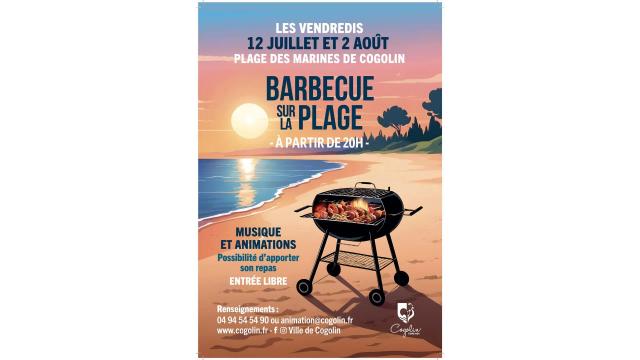 LES VENDREDIS
12 JUILLET ET 2 AOÛT
PLAGE DES MARINES DE COGOLIN
BARBECUE
SUR LA PLAGE
- À PARTIR DE 20H -
MUSIQUE
ET ANIMATIONS
Possibilité d'apporter
son repas
ENTRÉE LIBRE
Renseignements :
04 94 54 54 90 ou animation@cogolin.fr
www.cogolin.fr - f Ville de Cogolin
Cogolin